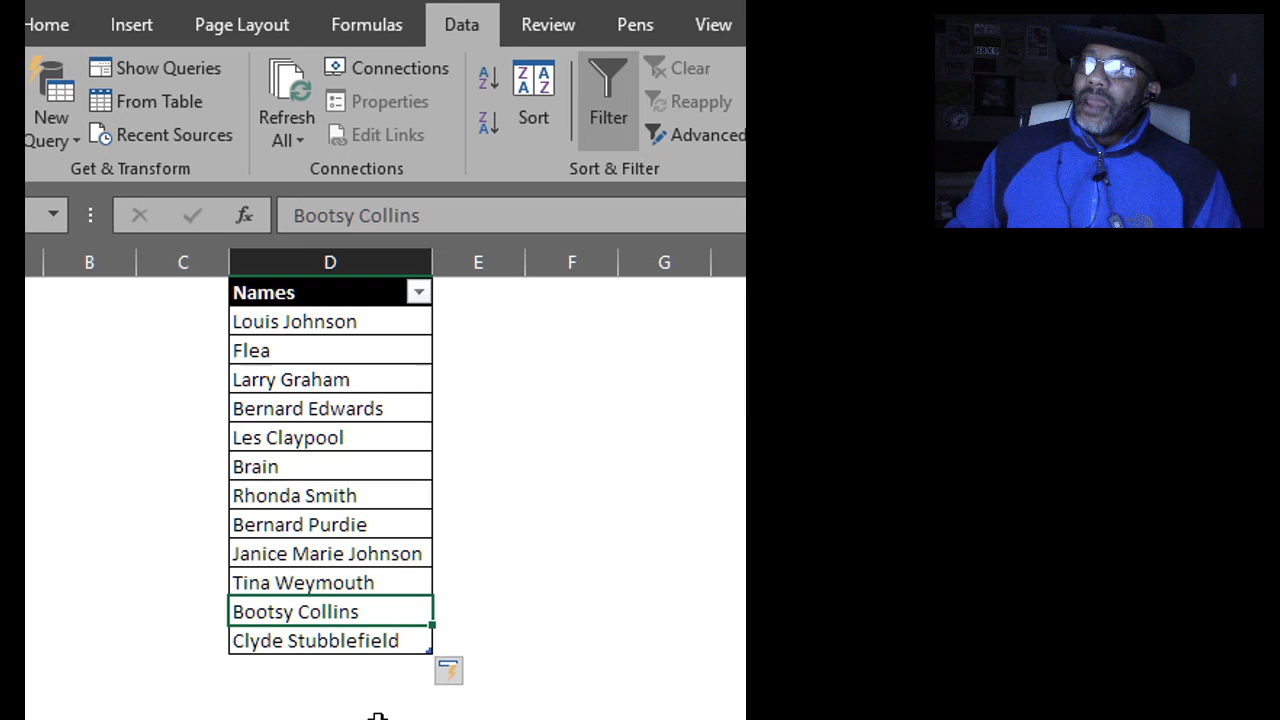 Home Insert Page Layout Formulas Data Review Pens View
Show Queries
From Table
Recent Sources
New
Query
Get & Transform
Refresh
All
Connections
Properties
Edit Links
Connections
Sort
Filter
Clear
Reapply
Advanced
Sort & Filter
fx Bootsy Collins
B C D E F G
Names
Louis Johnson
Flea
Larry Graham
Bernard Edwards
Les Claypool
Brain
Rhonda Smith
Bernard Purdie
Janice Marie Johnson
Tina Weymouth
Bootsy Collins
Clyde Stubblefield